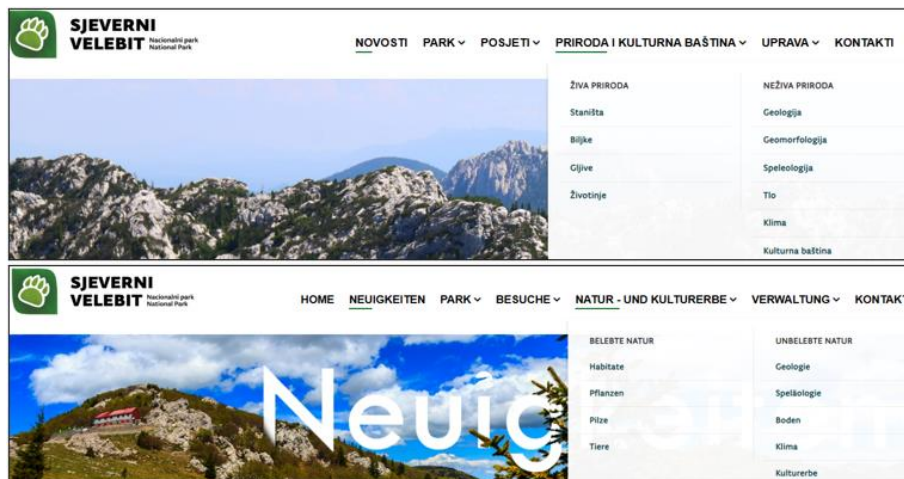 SJEVERNI
VELEBIT Nacionalni park
National Park
NOVOSTI PARK POSJETI PRIRODA I KULTURNA BAŠTINA UPRAVA KONTAKTI
ŽIVA PRIRODA
Staništa
Biljke
Gljive
Životinje
NEŽIVA PRIRODA
Geologija
Geomorfologija
Speleologija
Tlo
Klima
Kulturna baština
SJEVERNI
VELEBIT Nacionalni park
National Park
HOME NEUIGKEITEN PARK BESUCHE NATUR - UND KULTURERBE VERWALTUNG KONTAKT
Neuigkeiten
BELEBTE NATUR
Habitate
Pflanzen
Pilze
Tiere
UNBELEBTE NATUR
Geologie
Speläologie
Boden
Klima
Kulturerbe